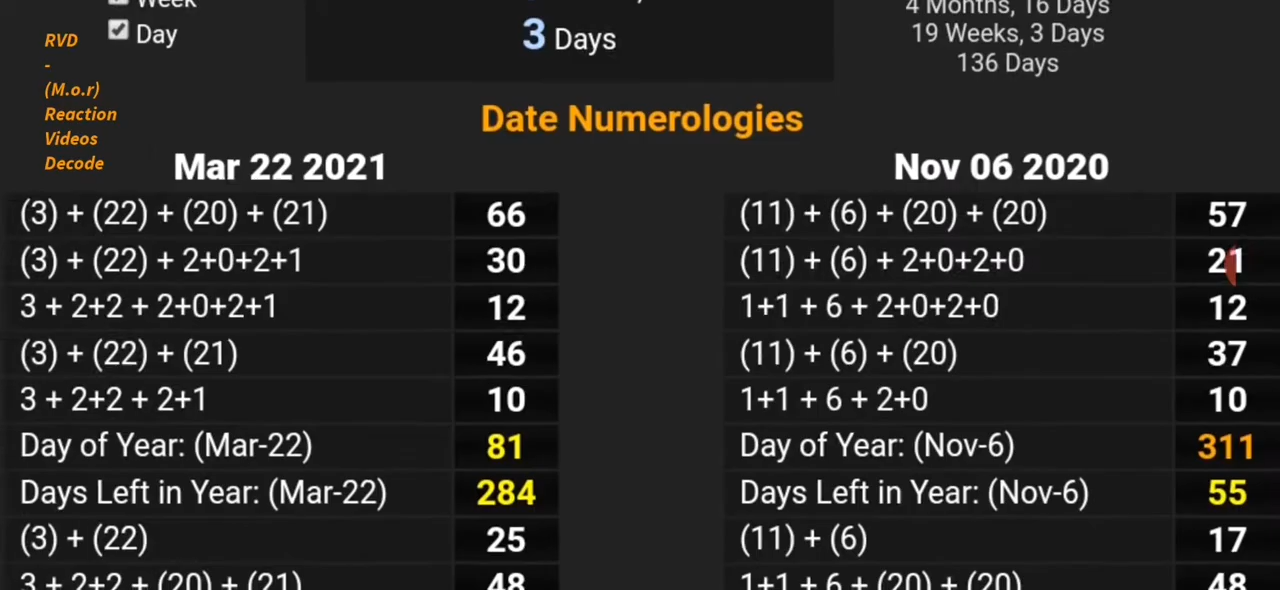 Week
Day
3 Days
4 Months, 16 Days
19 Weeks, 3 Days
136 Days
RVD
-
(M.o.r)
Reaction
Videos
Decode
Date Numerologies
Mar 22 2021
(3) + (22) + (20) + (21) 66
(3) + (22) + 2+0+2+1 30
3 + 2+2 + 2+0+2+1 12
(3) + (22) + (21) 46
3 + 2+2 + 2+1 10
Day of Year: (Mar-22) 81
Days Left in Year: (Mar-22) 284
(3) + (22) 25
3 + 2+2 + (20) + (21) 48
Nov 06 2020
(11) + (6) + (20) + (20) 57
(11) + (6) + 2+0+2+0 21
1+1 + 6 + 2+0+2+0 12
(11) + (6) + (20) 37
1+1 + 6 + 2+0 10
Day of Year: (Nov-6) 311
Days Left in Year: (Nov-6) 55
(11) + (6) 17
1+1 + 6 + (20) + (20) 48